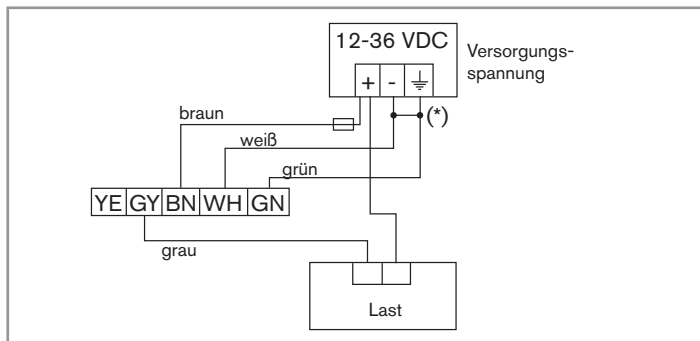 12-36 VDC
Versorgungs-
spannung
+ -
(*)
braun
weiß
grün
YE GY BN WH GN
grau
Last